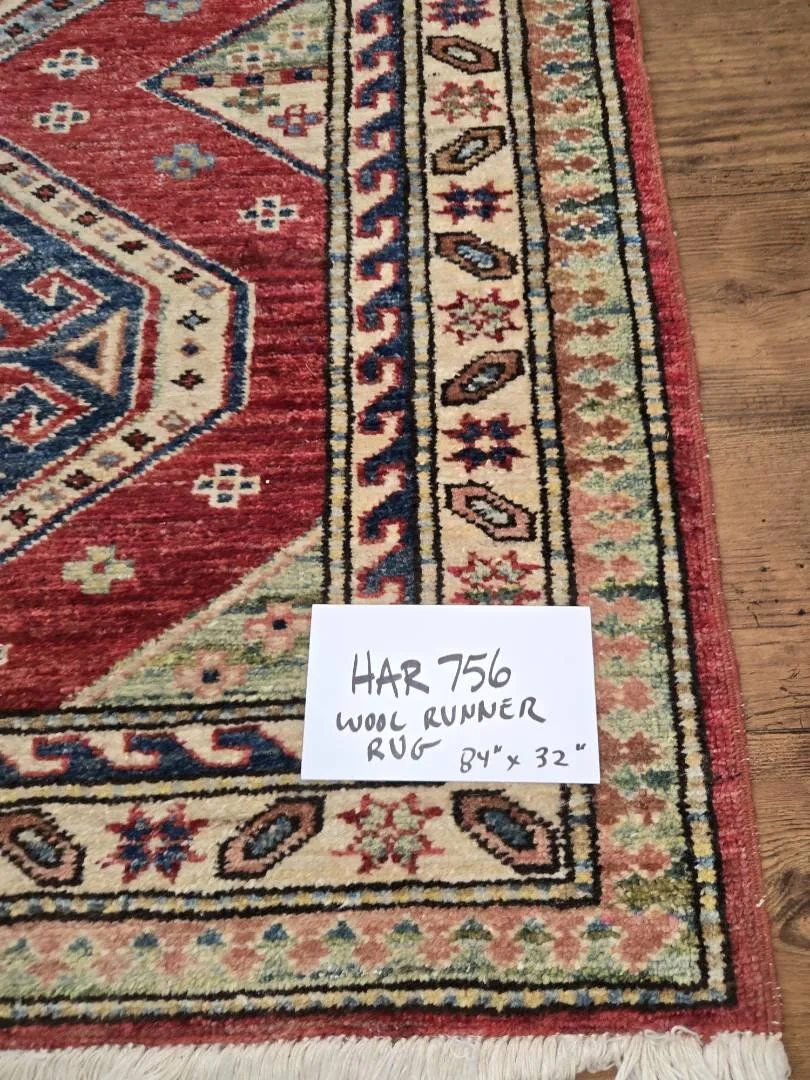 HAR 756
WOOL RUNNER
RUG 84" x 32"